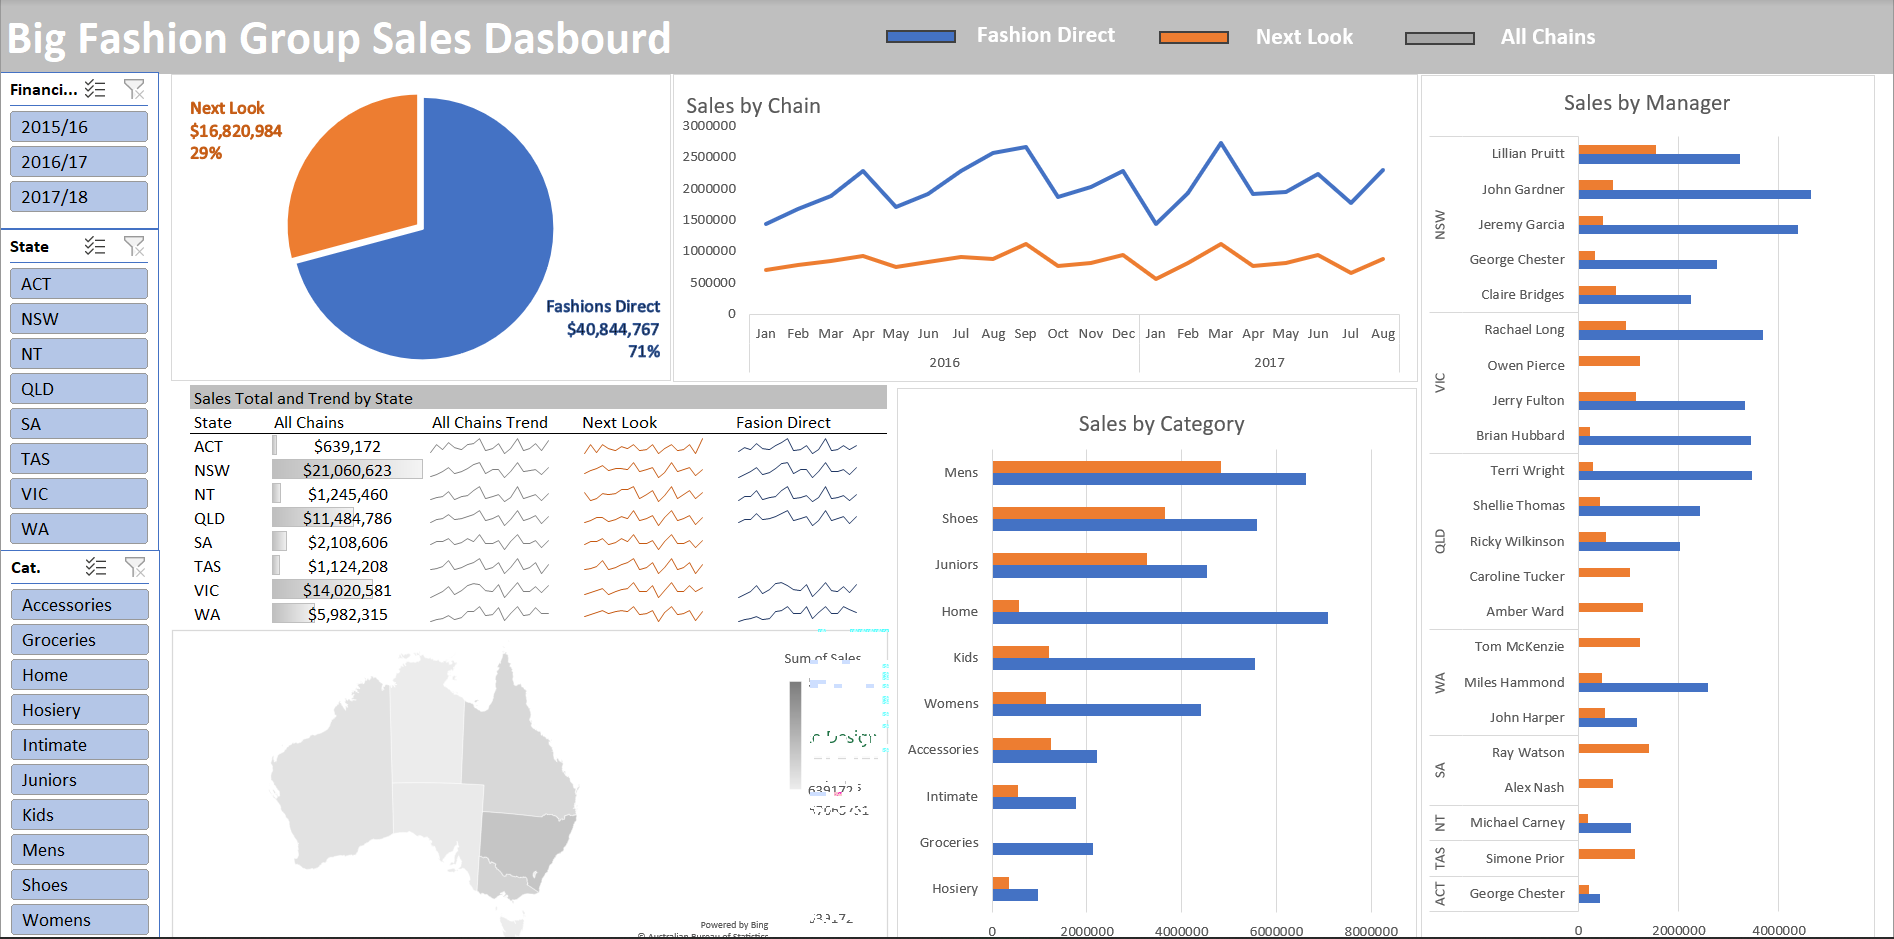 Big Fashion Group Sales Dasbourd
Fashion Direct
Next Look
All Chains
Financi...
2015/16
2016/17
2017/18
State
ACT
NSW
NT
QLD
SA
TAS
VIC
WA
Cat.
Accessories
Groceries
Home
Hosiery
Intimate
Juniors
Kids
Mens
Shoes
Womens
Next Look
$16,820,984
29%
Fashions Direct
$40,844,767
71%
Sales by Chain
3000000
2500000
2000000
1500000
1000000
500000
0
Jan Feb Mar Apr May Jun Jul Aug Sep Oct Nov Dec Jan Feb Mar Apr May Jun Jul Aug
2016 2017
Sales Total and Trend by State
State All Chains All Chains Trend Next Look Fasion Direct
ACT $639,172
NSW $21,060,623
NT $1,245,460
QLD $11,484,786
SA $2,108,606
TAS $1,124,208
VIC $14,020,581
WA $5,982,315
Sum of Sales
Powered by Bing
© Australian Bureau of Statistics
Sales by Category
Mens
Shoes
Juniors
Home
Kids
Womens
Accessories
Intimate
Groceries
Hosiery
0 2000000 4000000 6000000 8000000
Sales by Manager
NSW
Lillian Pruitt
John Gardner
Jeremy Garcia
George Chester
Claire Bridges
VIC
Rachael Long
Owen Pierce
Jerry Fulton
Brian Hubbard
QLD
Terri Wright
Shellie Thomas
Ricky Wilkinson
Caroline Tucker
Amber Ward
WA
Tom McKenzie
Miles Hammond
John Harper
SA
Ray Watson
Alex Nash
NT
Michael Carney
TAS
Simone Prior
ACT
George Chester
0 2000000 4000000